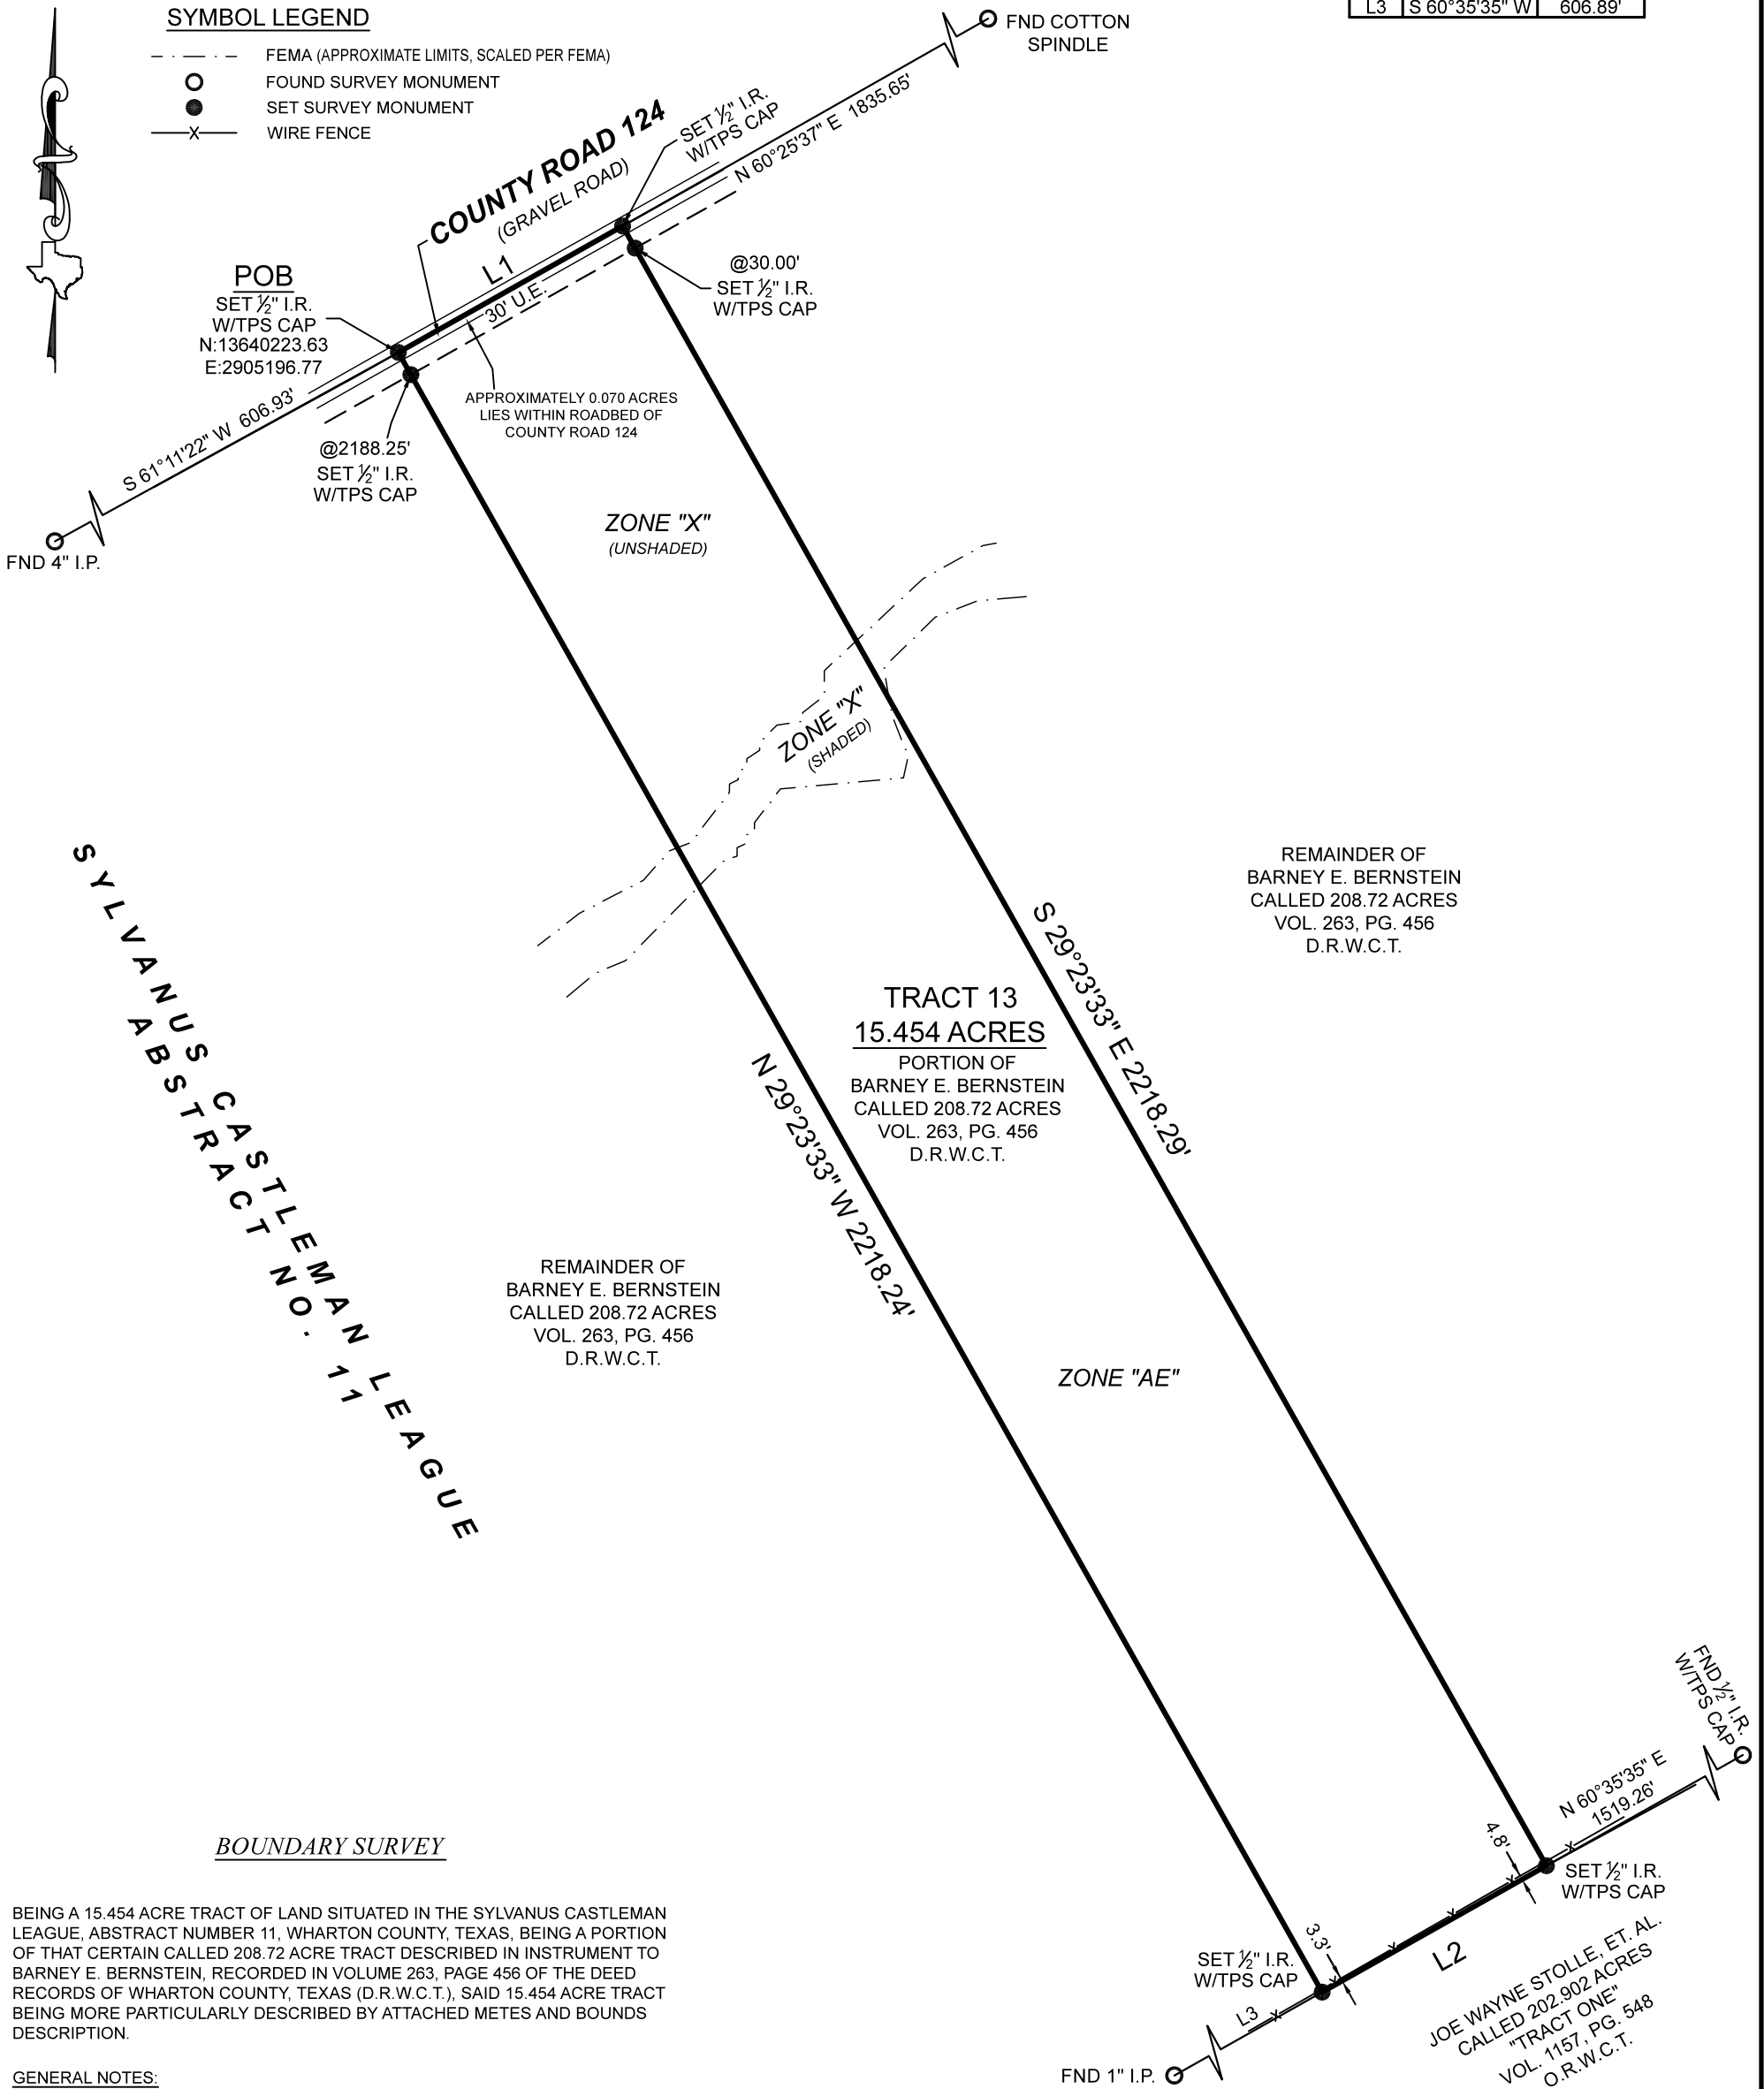 SYMBOL LEGEND
FEMA (APPROXIMATE LIMITS, SCALED PER FEMA)
FOUND SURVEY MONUMENT
SET SURVEY MONUMENT
X
WIRE FENCE
L3 S 60°35'35" W 606.89'
FND COTTON
SPINDLE
COUNTY ROAD 124
(GRAVEL ROAD)
SET ½" I.R.
W/TPS CAP
N 60°25'37" E 1835.65'
L1
30' U.E.
@30.00'
SET ½" I.R.
W/TPS CAP
POB
SET ½" I.R.
W/TPS CAP
N:13640223.63
E:2905196.77
S 61°11'22" W 606.93'
APPROXIMATELY 0.070 ACRES
LIES WITHIN ROADBED OF
COUNTY ROAD 124
@2188.25'
SET ½" I.R.
W/TPS CAP
FND 4" I.P.
ZONE "X"
(UNSHADED)
ZONE "X"
(SHADED)
SYLVANUS CASTLEMAN LEAGUE
ABSTRACT NO. 11
REMAINDER OF
BARNEY E. BERNSTEIN
CALLED 208.72 ACRES
VOL. 263, PG. 456
D.R.W.C.T.
S 29°23'33" E 2218.29'
TRACT 13
15.454 ACRES
PORTION OF
BARNEY E. BERNSTEIN
CALLED 208.72 ACRES
VOL. 263, PG. 456
D.R.W.C.T.
N 29°23'33" W 2218.24'
REMAINDER OF
BARNEY E. BERNSTEIN
CALLED 208.72 ACRES
VOL. 263, PG. 456
D.R.W.C.T.
ZONE "AE"
FND ½" I.R.
W/TPS CAP
N 60°35'35" E
1519.26'
4.8'
SET ½" I.R.
W/TPS CAP
3.3'
SET ½" I.R.
W/TPS CAP
L2
L3
FND 1" I.P.
JOE WAYNE STOLLE, ET. AL.
CALLED 202.902 ACRES
"TRACT ONE"
VOL. 1157, PG. 548
O.R.W.C.T.
BOUNDARY SURVEY
BEING A 15.454 ACRE TRACT OF LAND SITUATED IN THE SYLVANUS CASTLEMAN
LEAGUE, ABSTRACT NUMBER 11, WHARTON COUNTY, TEXAS, BEING A PORTION
OF THAT CERTAIN CALLED 208.72 ACRE TRACT DESCRIBED IN INSTRUMENT TO
BARNEY E. BERNSTEIN, RECORDED IN VOLUME 263, PAGE 456 OF THE DEED
RECORDS OF WHARTON COUNTY, TEXAS (D.R.W.C.T.), SAID 15.454 ACRE TRACT
BEING MORE PARTICULARLY DESCRIBED BY ATTACHED METES AND BOUNDS
DESCRIPTION.
GENERAL NOTES: